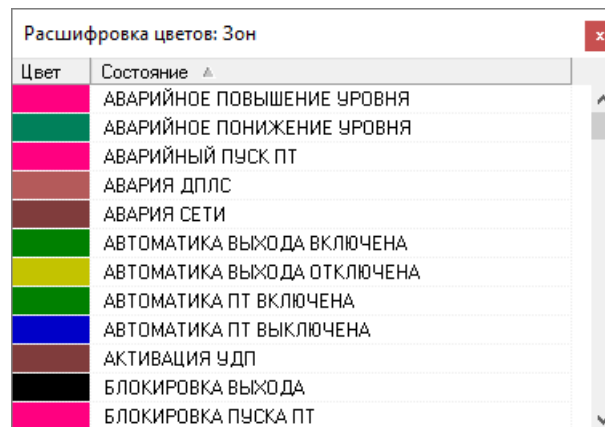 Расшифровка цветов: Зон
x
Цвет Состояние
АВАРИЙНОЕ ПОВЫШЕНИЕ УРОВНЯ
АВАРИЙНОЕ ПОНИЖЕНИЕ УРОВНЯ
АВАРИЙНЫЙ ПУСК ПТ
АВАРИЯ ДПЛС
АВАРИЯ СЕТИ
АВТОМАТИКА ВЫХОДА ВКЛЮЧЕНА
АВТОМАТИКА ВЫХОДА ОТКЛЮЧЕНА
АВТОМАТИКА ПТ ВКЛЮЧЕНА
АВТОМАТИКА ПТ ВЫКЛЮЧЕНА
АКТИВАЦИЯ УДП
БЛОКИРОВКА ВЫХОДА
БЛОКИРОВКА ПУСКА ПТ